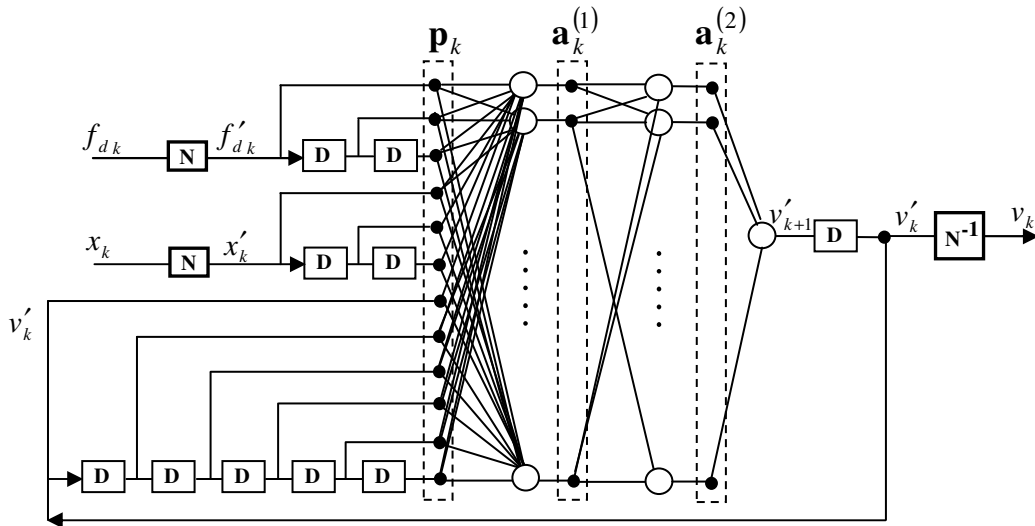 p_k a_k^(1) a_k^(2)
f_dk N f'_dk D D
x_k N x'_k D D
v'_k+1 D v'_k N^-1 v_k
v'_k
D D D D D